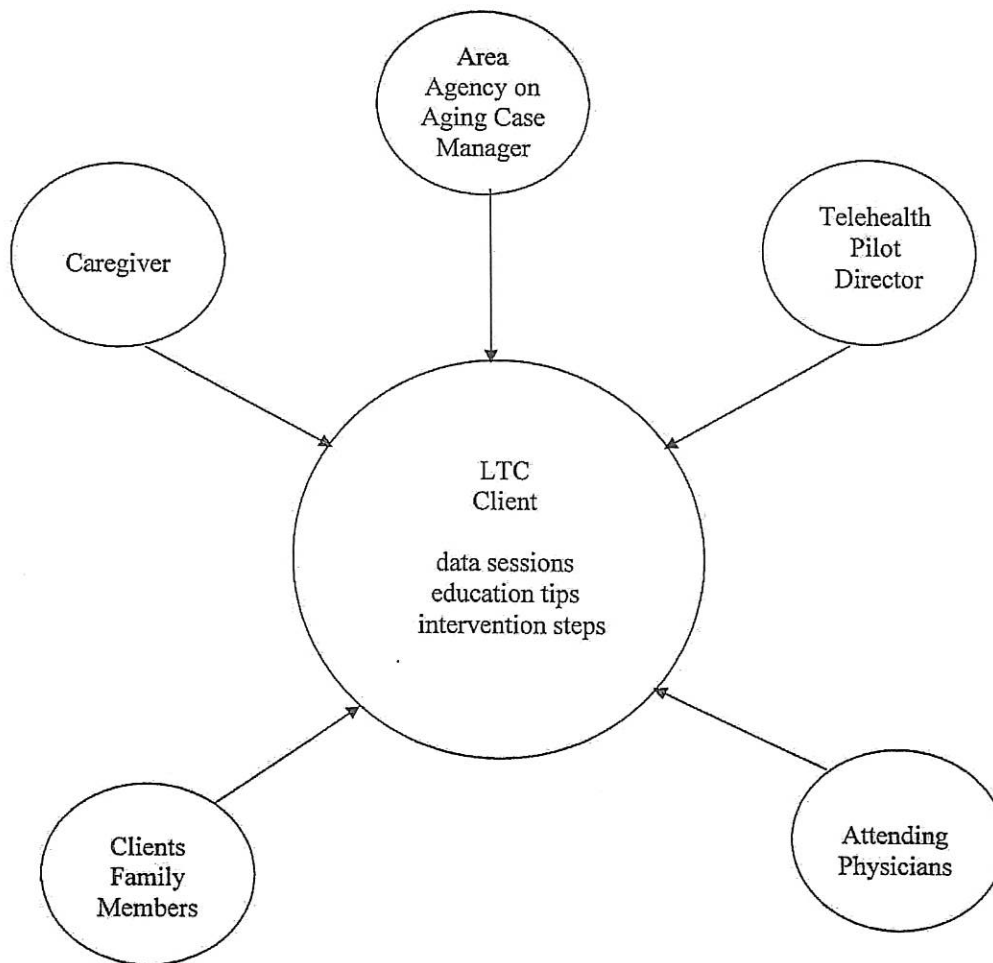 Area
Agency on
Aging Case
Manager
Caregiver
Telehealth
Pilot
Director
LTC
Client
data sessions
education tips
intervention steps
Clients
Family
Members
Attending
Physicians